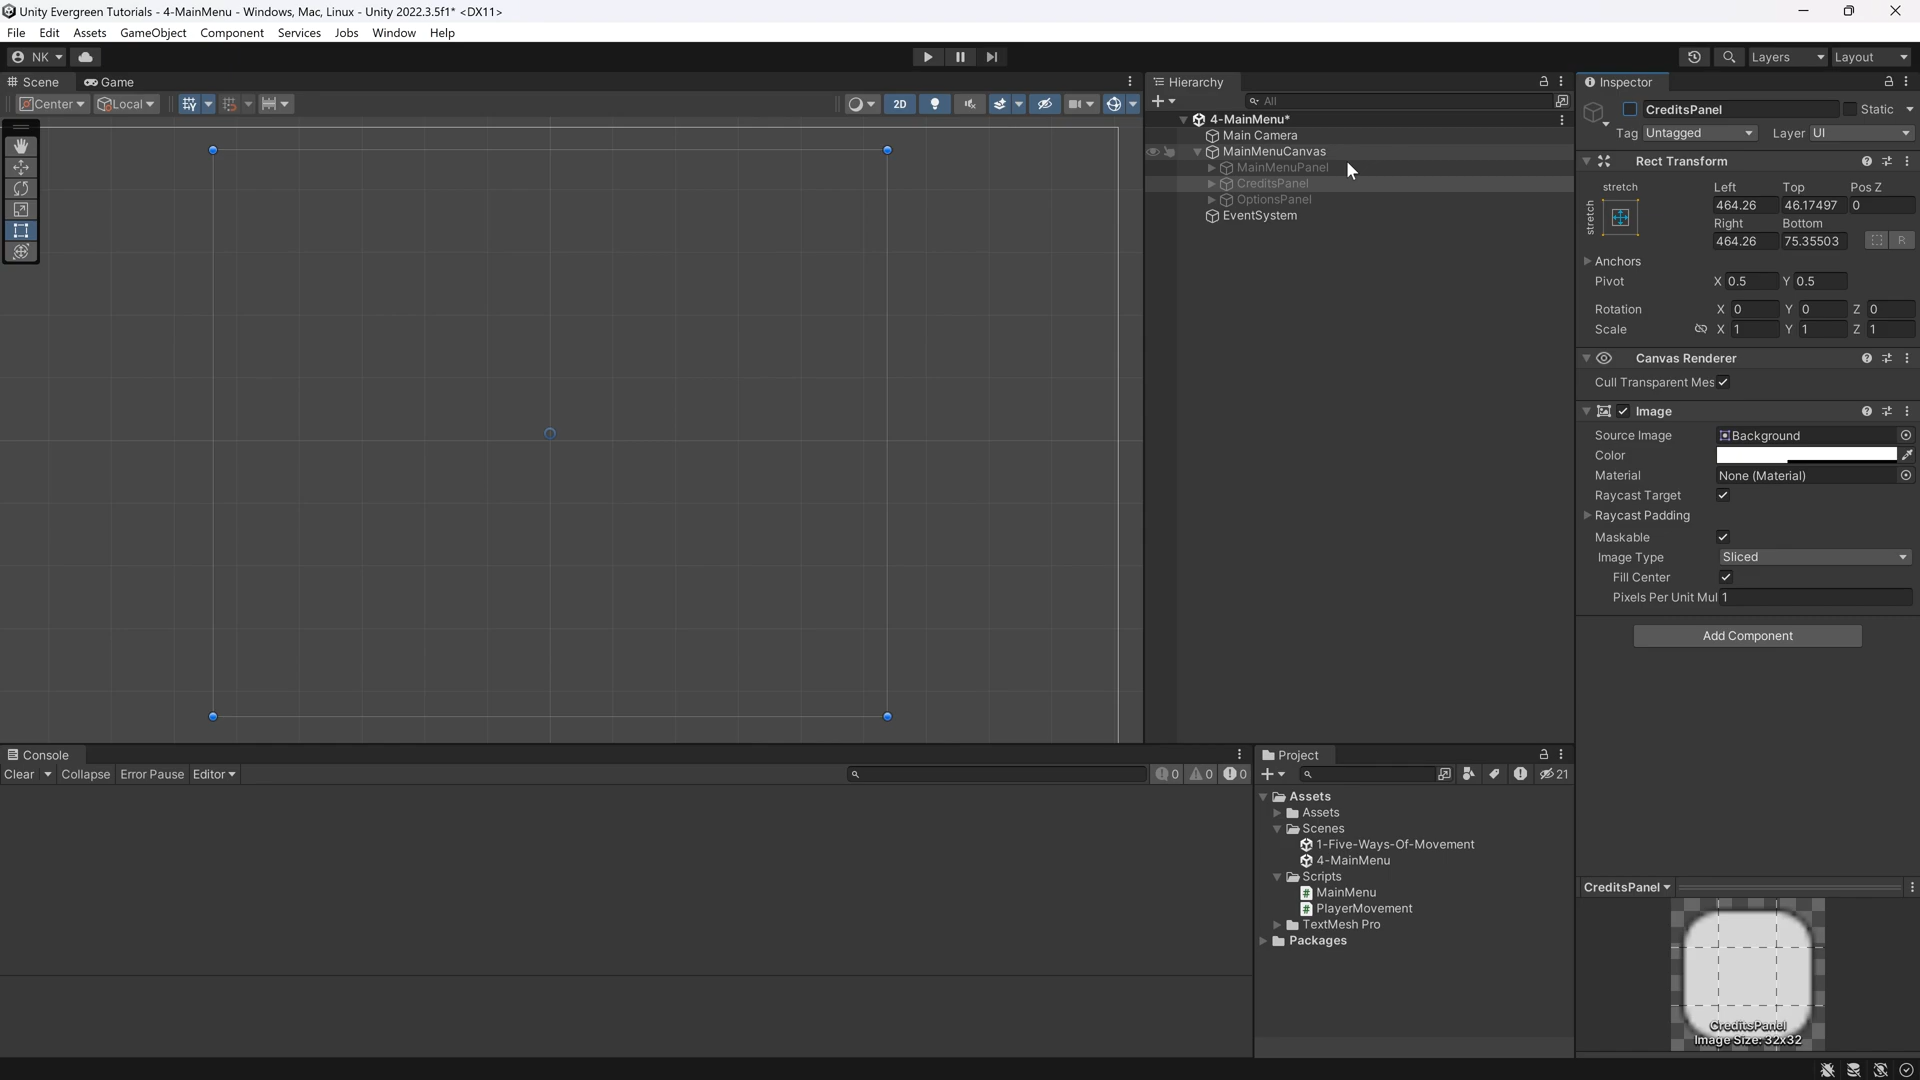 Unity Evergreen Tutorials - 4-MainMenu - Windows, Mac, Linux - Unity 2022.3.5f1* <DX11>
File Edit Assets GameObject Component Services Jobs Window Help
NK Layers Layout
Scene Game
Center Local 2D
Hierarchy
All
4-MainMenu*
Main Camera
MainMenuCanvas
MainMenuPanel
CreditsPanel
OptionsPanel
EventSystem
Inspector
CreditsPanel Static
Tag Untagged Layer UI
Rect Transform
stretch Left Top Pos Z
stretch 464.26 46.17497 0
Right Bottom
464.26 75.35503 R
Anchors
Pivot X 0.5 Y 0.5
Rotation X 0 Y 0 Z 0
Scale X 1 Y 1 Z 1
Canvas Renderer
Cull Transparent Mes
Image
Source Image Background
Color
Material None (Material)
Raycast Target
Raycast Padding
Maskable
Image Type Sliced
Fill Center
Pixels Per Unit Mul 1
Add Component
Console
Clear Collapse Error Pause Editor 0 0 0
Project
21
Assets
Assets
Scenes
1-Five-Ways-Of-Movement
4-MainMenu
Scripts
MainMenu
PlayerMovement
TextMesh Pro
Packages
CreditsPanel
CreditsPanel
Image Size: 32x32